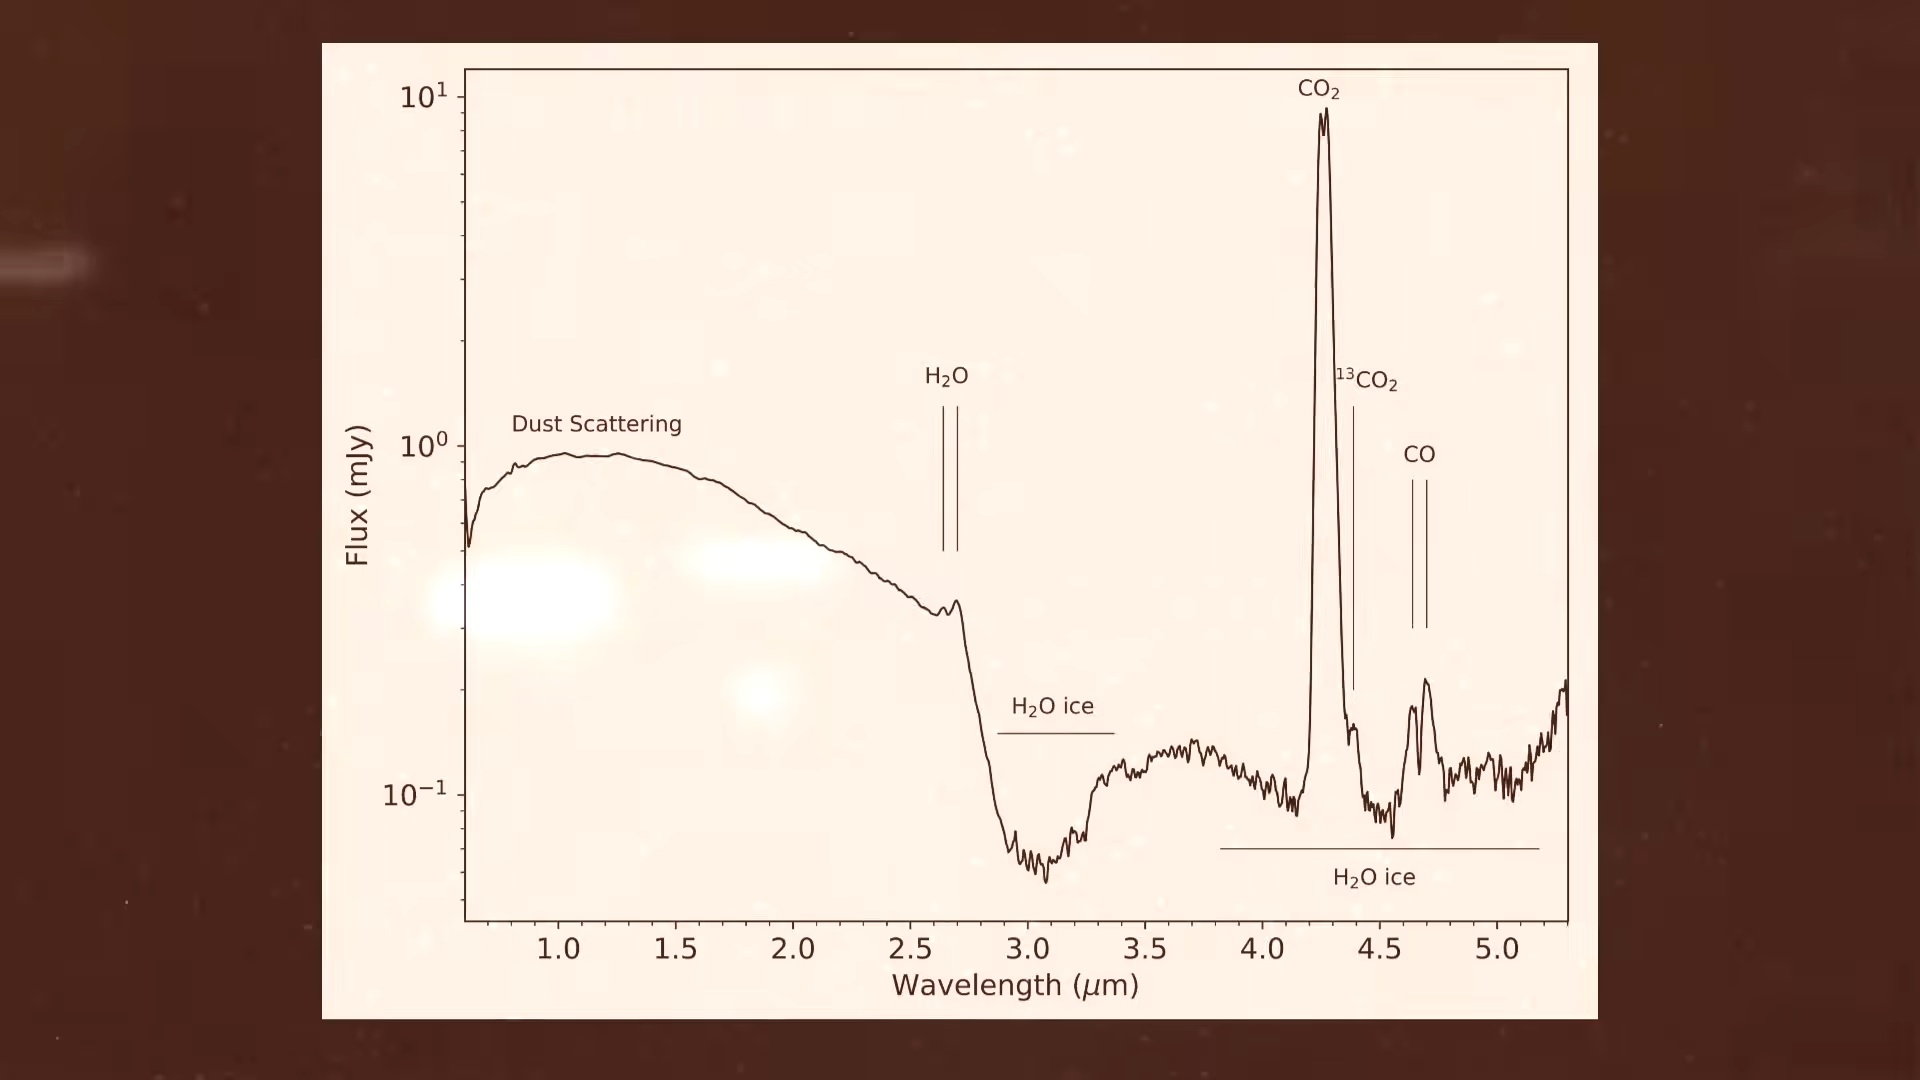 CO₂
10¹
¹³CO₂
H₂O
Dust Scattering
CO
10⁰
Flux (mJy)
H₂O ice
10⁻¹
H₂O ice
1.0 1.5 2.0 2.5 3.0 3.5 4.0 4.5 5.0
Wavelength (μm)